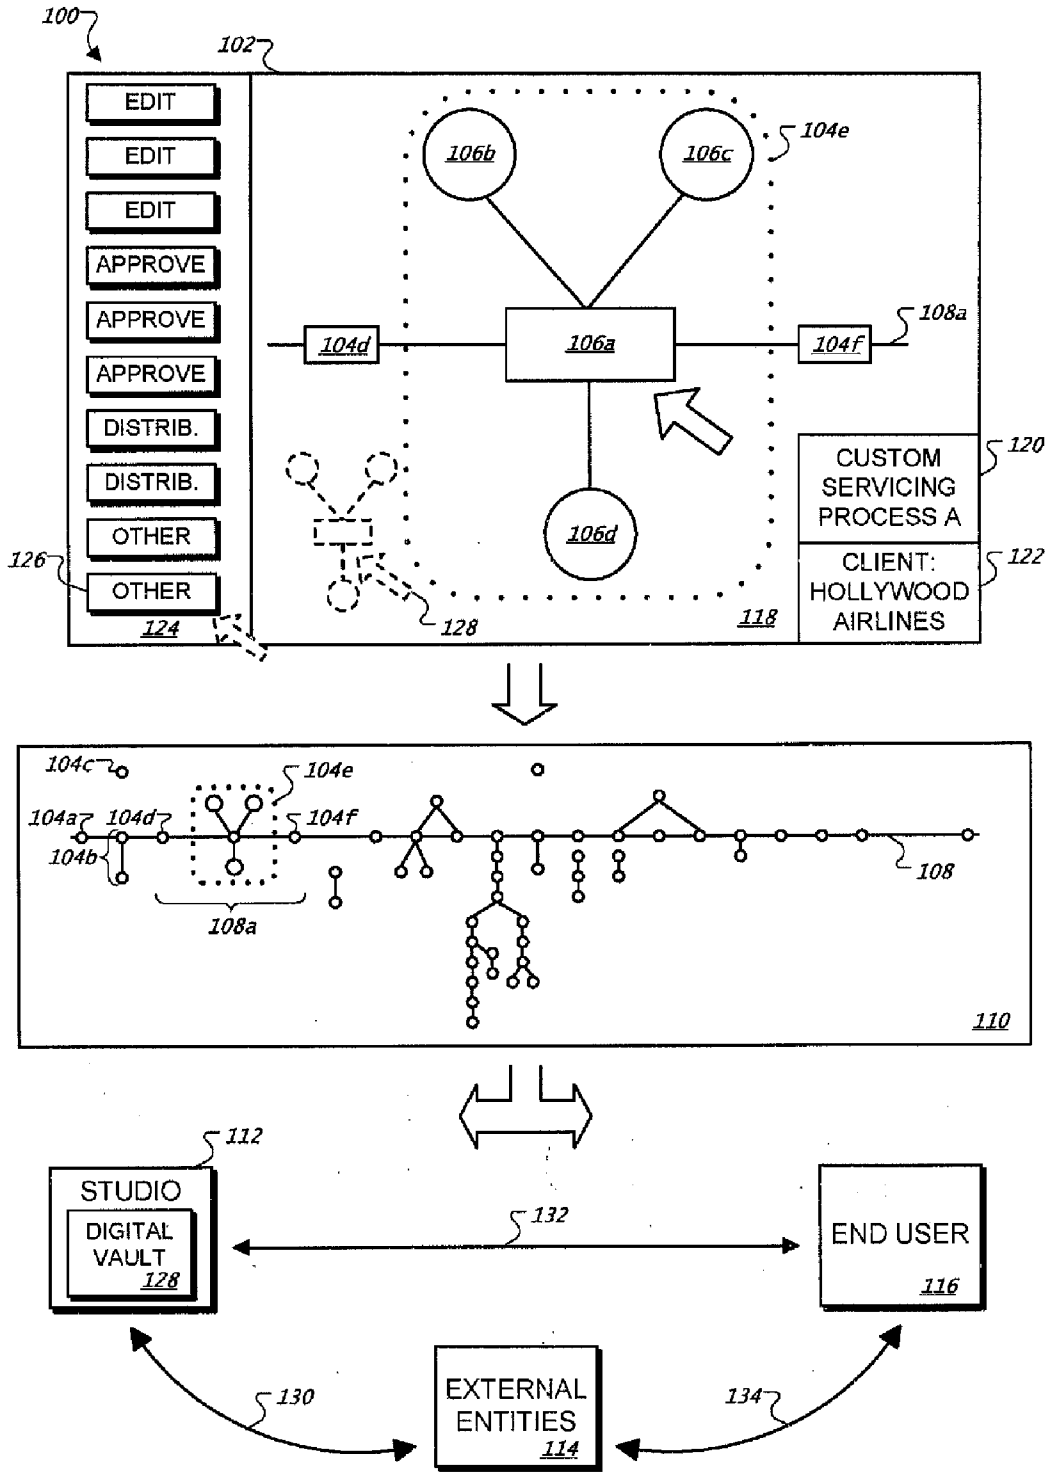 100
102
EDIT
EDIT
EDIT
APPROVE
APPROVE
APPROVE
DISTRIB.
DISTRIB.
OTHER
OTHER
126
124
106b
106c
104e
104d
106a
104f
108a
106d
128
118
CUSTOM
SERVICING
PROCESS A
120
CLIENT:
HOLLYWOOD
AIRLINES
122
104c
104e
104a
104d
104f
104b
108a
108
110
112
STUDIO
DIGITAL
VAULT
128
132
END USER
116
130
EXTERNAL
ENTITIES
114
134